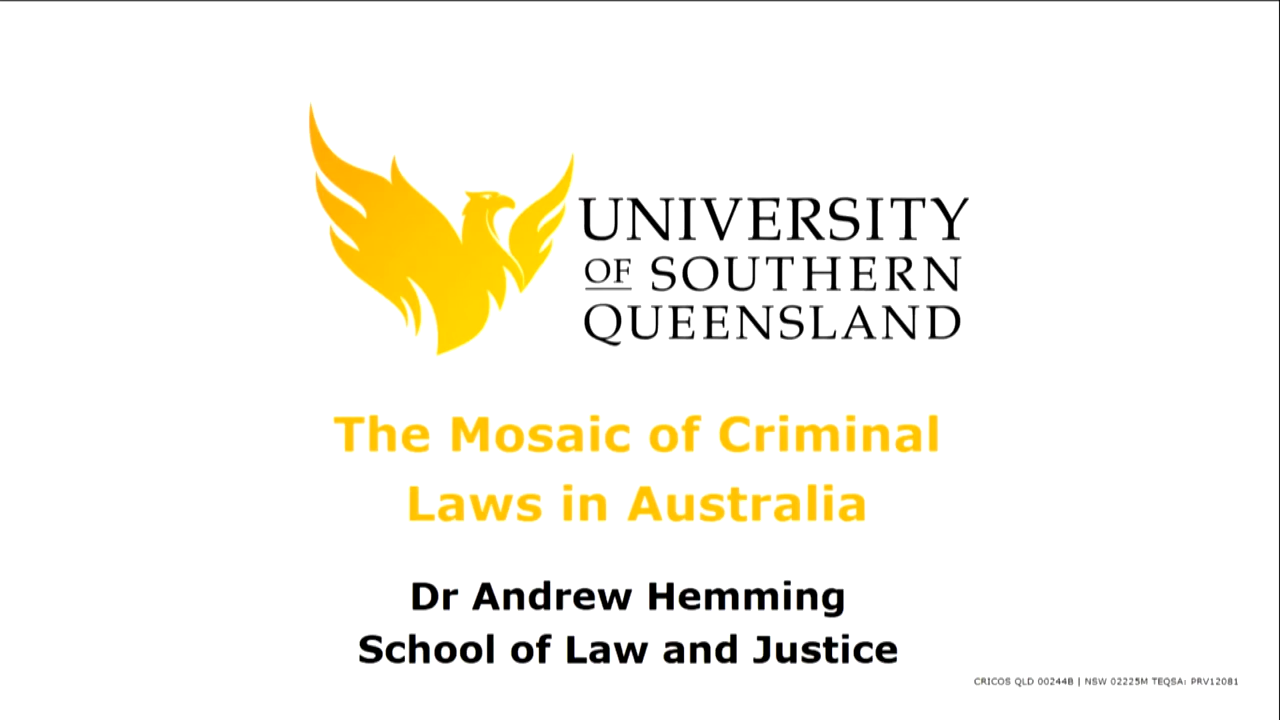 UNIVERSITY
OF SOUTHERN
QUEENSLAND
The Mosaic of Criminal
Laws in Australia
Dr Andrew Hemming
School of Law and Justice
CRICOS QLD 00244B | NSW 02225M TEQSA: PRV12081